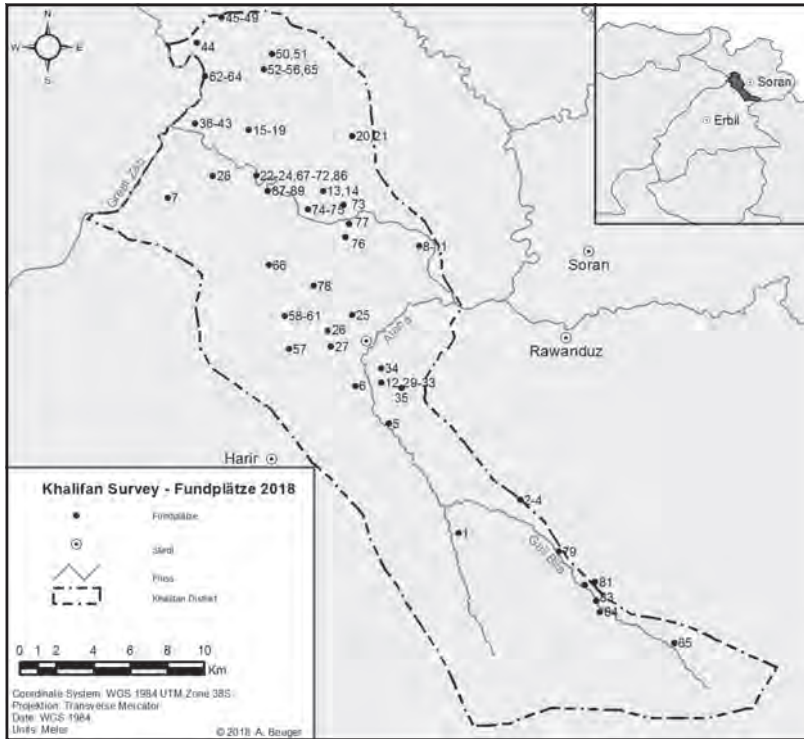 N
W E
S
45-49
44
50,51
52-56,65
62-64
36-43
15-19
20,21
Great Zab
28
22-24,67-72,86
7
87-89
13,14
74-75
73
77
76
8-11
66
78
58-61
25
26
57
27
34
12,29-33
6
35
5
2-4
1
79
81
83
84
85
Soran
Rawanduz
Harir
Soran
Erbil
Khalifan Survey - Fundplätze 2018
Fundplätze
Stadt
Fluss
Khalifan District
0 1 2 4 6 8 10
Km
Coordinate System: WGS 1984 UTM Zone 38S
Projektion: Transverse Mercator
Date: WGS 1984
Units: Meter
© 2018 A. Beuger